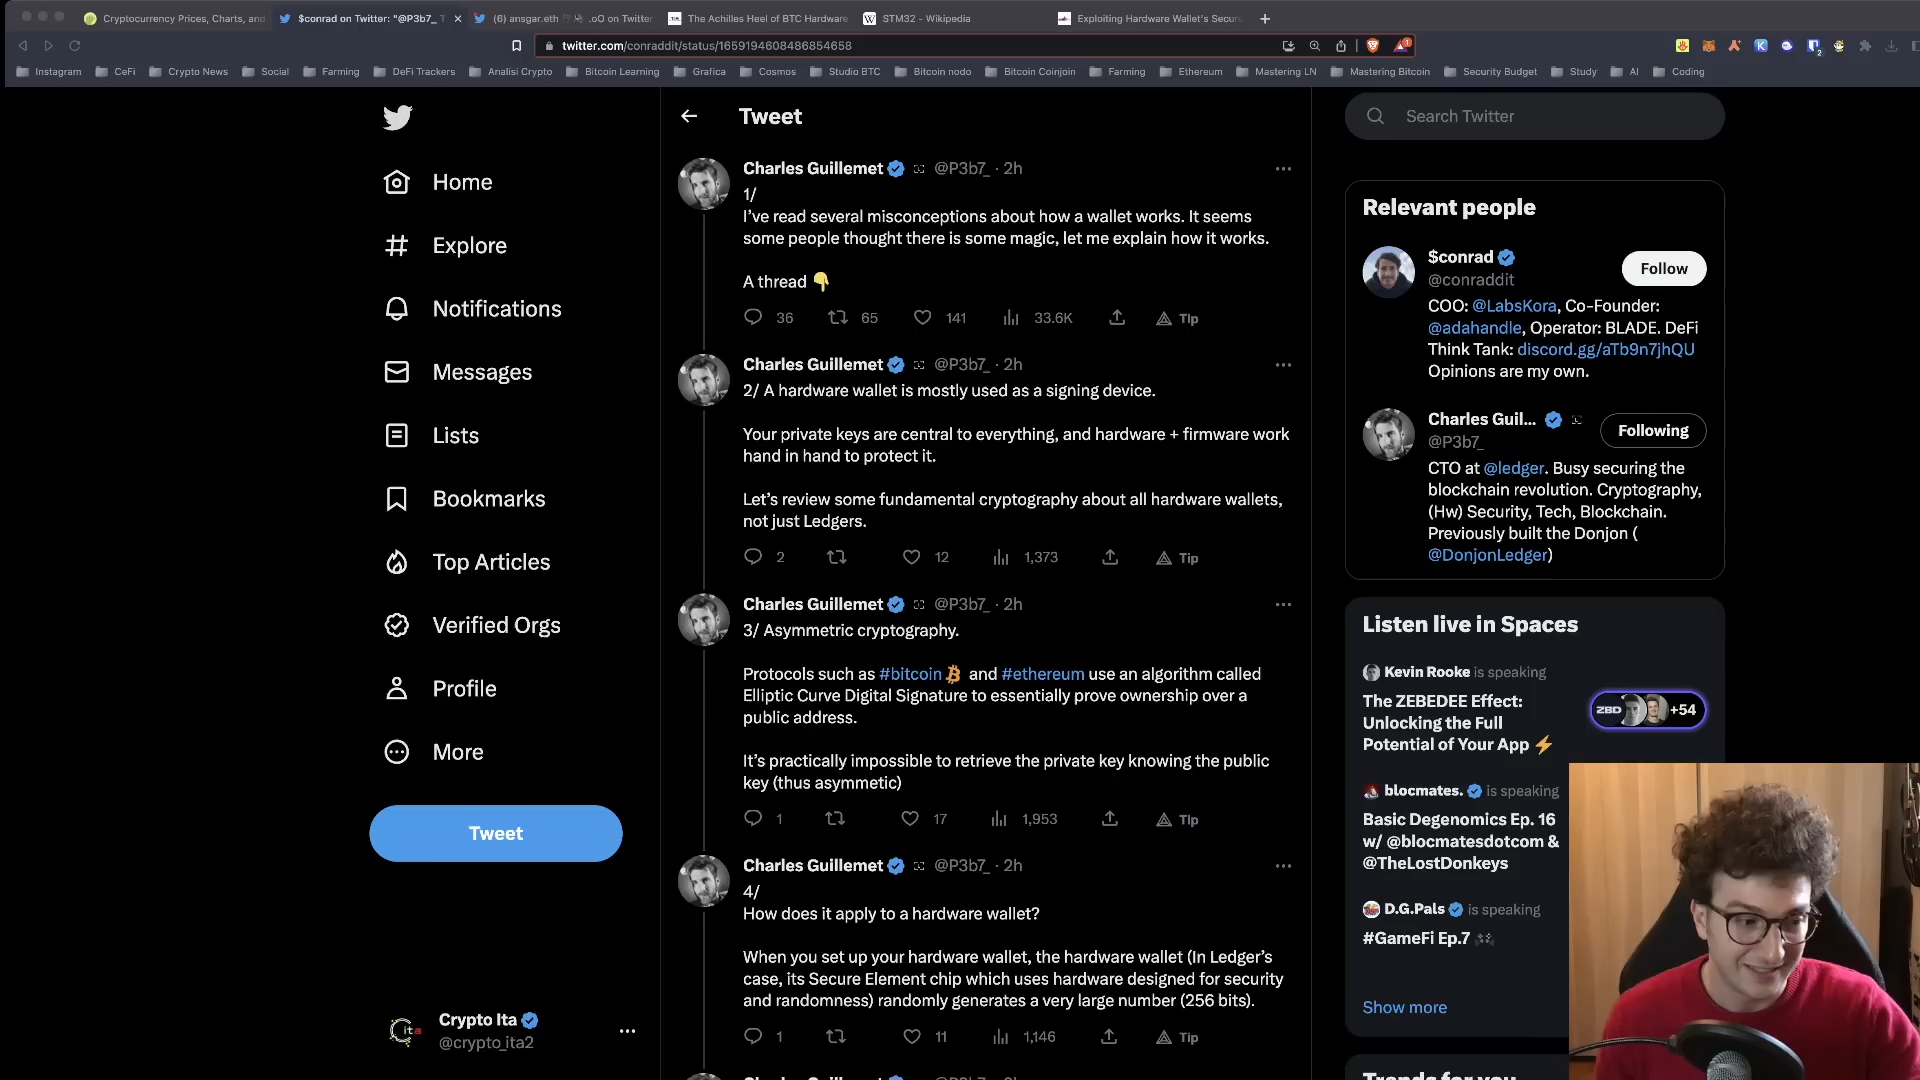 Cryptocurrency Prices, Charts, and
$conrad on Twitter: "@P3b7_
(6) ansgar.eth
.oO on Twitter
The Achilles Heel of BTC Hardware
STM32 - Wikipedia
Exploiting Hardware Wallet's Secur
twitter.com/conraddit/status/1659194608486854658
Instagram
CeFi
Crypto News
Social
Farming
DeFi Trackers
Analisi Crypto
Bitcoin Learning
Grafica
Cosmos
Studio BTC
Bitcoin nodo
Bitcoin Coinjoin
Farming
Ethereum
Mastering LN
Mastering Bitcoin
Security Budget
Study
AI
Coding
Home
Explore
Notifications
Messages
Lists
Bookmarks
Top Articles
Verified Orgs
Profile
More
Tweet
Crypto Ita
@crypto_ita2
Tweet
Charles Guillemet @P3b7_ · 2h
1/
I've read several misconceptions about how a wallet works. It seems
some people thought there is some magic, let me explain how it works.
A thread 👇
36 65 141 33.6K Tip
Charles Guillemet @P3b7_ · 2h
2/ A hardware wallet is mostly used as a signing device.
Your private keys are central to everything, and hardware + firmware work
hand in hand to protect it.
Let's review some fundamental cryptography about all hardware wallets,
not just Ledgers.
2 12 1,373 Tip
Charles Guillemet @P3b7_ · 2h
3/ Asymmetric cryptography.
Protocols such as #bitcoin and #ethereum use an algorithm called
Elliptic Curve Digital Signature to essentially prove ownership over a
public address.
It's practically impossible to retrieve the private key knowing the public
key (thus asymmetic)
1 17 1,953 Tip
Charles Guillemet @P3b7_ · 2h
4/
How does it apply to a hardware wallet?
When you set up your hardware wallet, the hardware wallet (In Ledger's
case, its Secure Element chip which uses hardware designed for security
and randomness) randomly generates a very large number (256 bits).
1 11 1,146 Tip
Search Twitter
Relevant people
$conrad
@conraddit
Follow
COO: @LabsKora, Co-Founder:
@adahandle, Operator: BLADE. DeFi
Think Tank: discord.gg/aTb9n7jhQU
Opinions are my own.
Charles Guil...
@P3b7_
Following
CTO at @ledger. Busy securing the
blockchain revolution. Cryptography,
(Hw) Security, Tech, Blockchain.
Previously built the Donjon (
@DonjonLedger)
Listen live in Spaces
Kevin Rooke is speaking
The ZEBEDEE Effect:
Unlocking the Full
Potential of Your App ⚡
ZBD +54
blocmates. is speaking
Basic Degenomics Ep. 16
w/ @blocmatesdotcom &
@TheLostDonkeys
D.G.Pals is speaking
#GameFi Ep.7
Show more